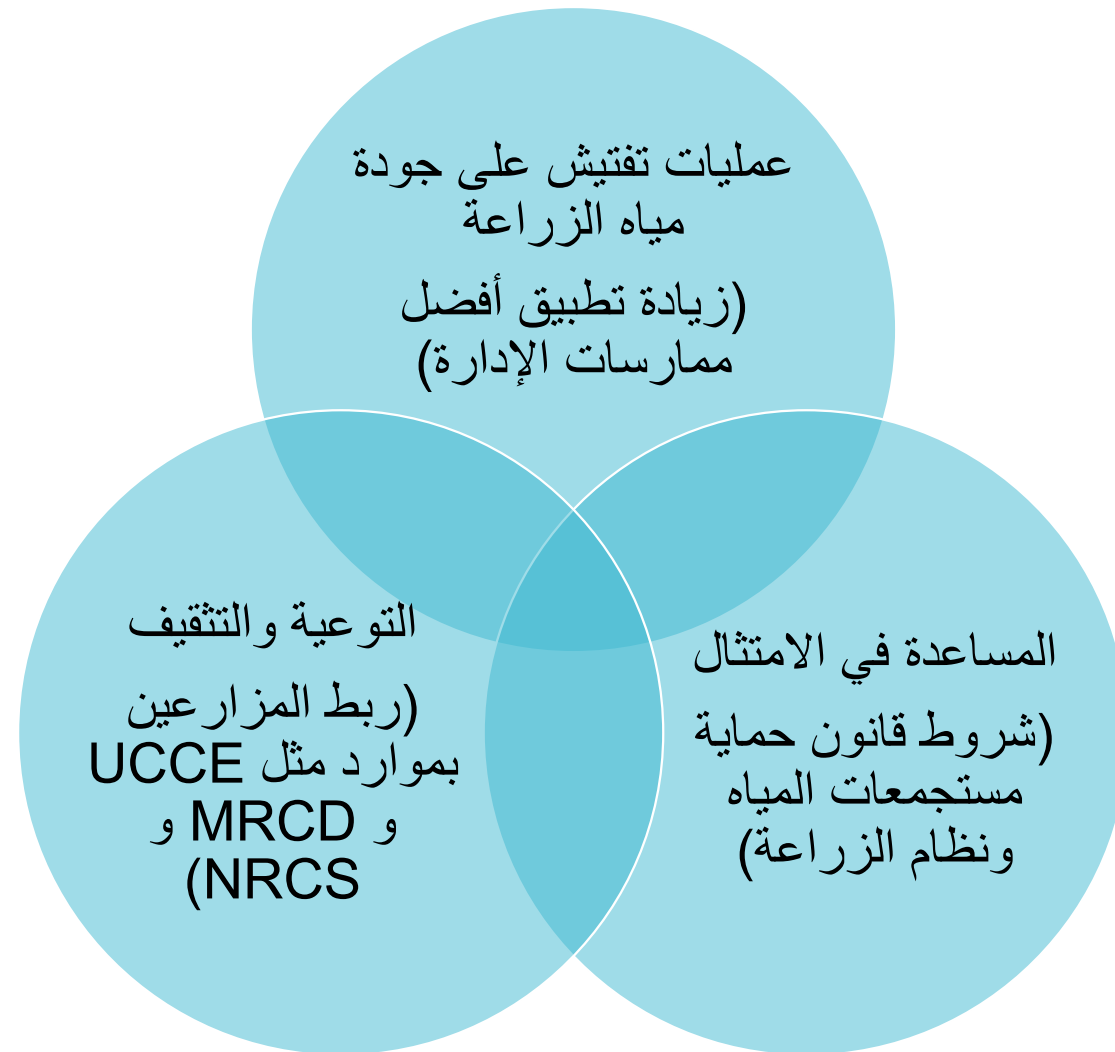 عمليات تفتيش على جودة
مياه الزراعة
(زيادة تطبيق أفضل
ممارسات الإدارة)
المساعدة في الامتثال
(شروط قانون حماية
مستجمعات المياه
ونظام الزراعة)
التوعية والتثقيف
(ربط المزارعين
بموارد مثل UCCE
و MRCD و
NRCS)